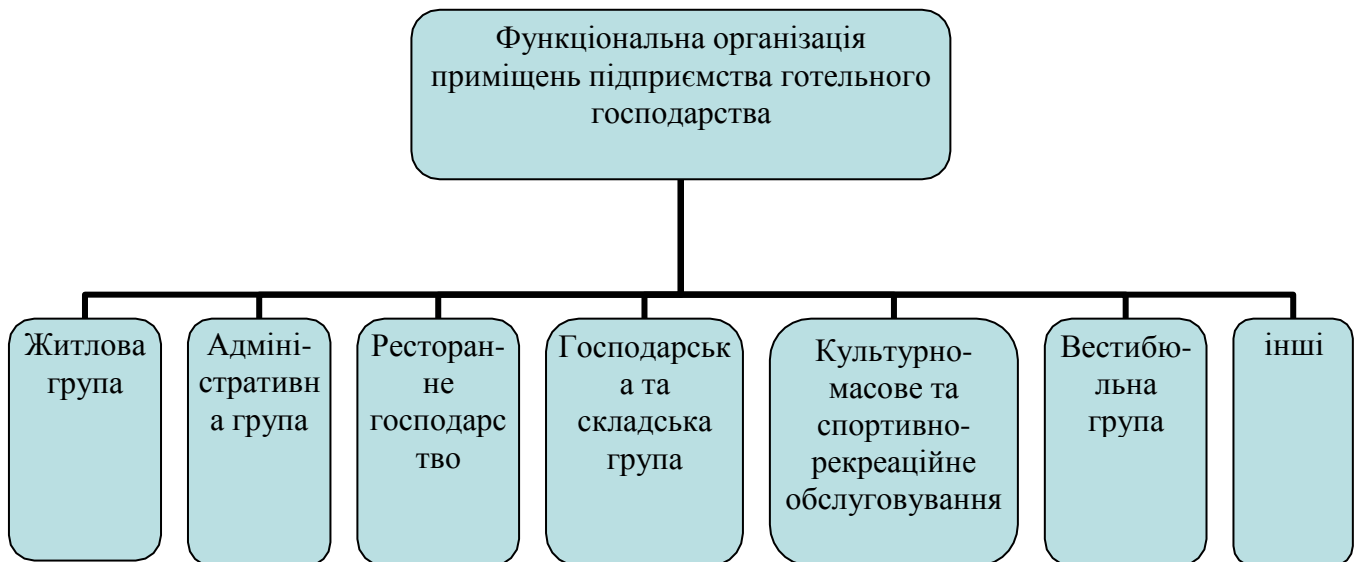 Функціональна організація
приміщень підприємства готельного
господарства
Житлова
група
Адміні-
стративн
а група
Ресторан-
не
господарс
тво
Господарськ
а та
складська
група
Культурно-
масове та
спортивно-
рекреаційне
обслуговування
Вестибю-
льна
група
інші